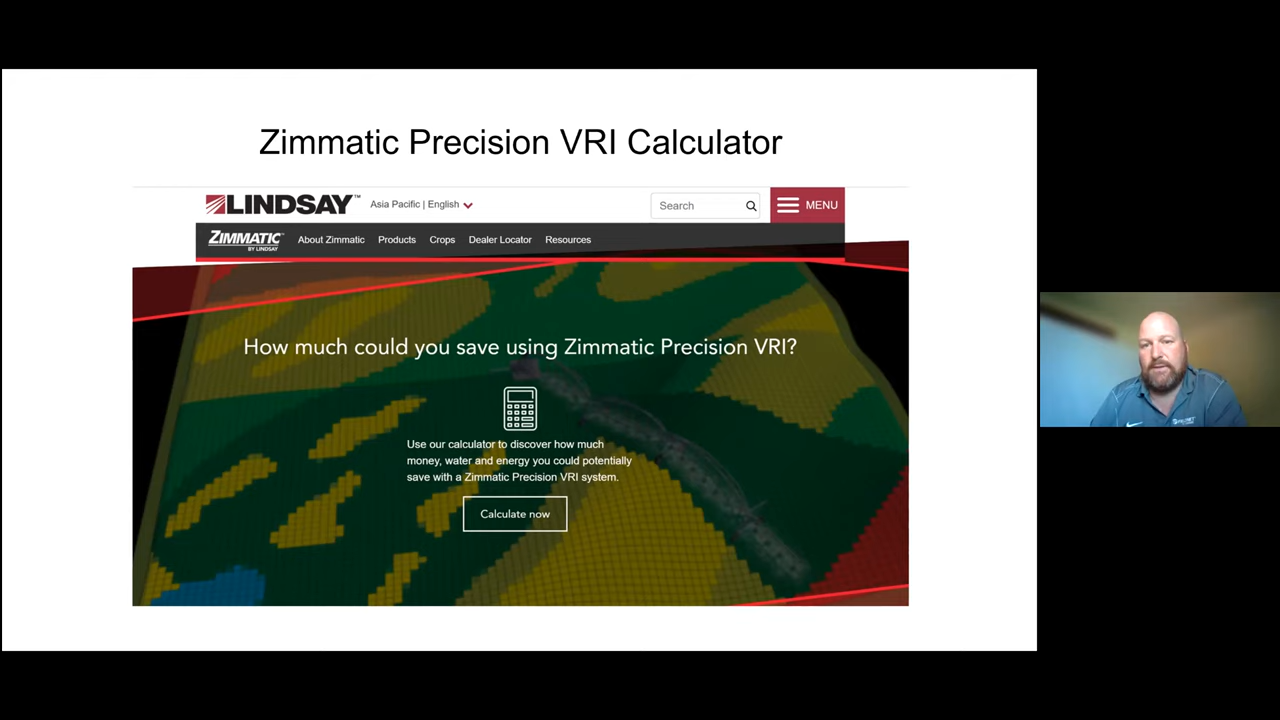 Zimmatic Precision VRI Calculator
LINDSAY™
Asia Pacific | English
Search
MENU
ZIMMATIC™
BY LINDSAY
About Zimmatic
Products
Crops
Dealer Locator
Resources
How much could you save using Zimmatic Precision VRI?
Use our calculator to discover how much
money, water and energy you could potentially
save with a Zimmatic Precision VRI system.
Calculate now